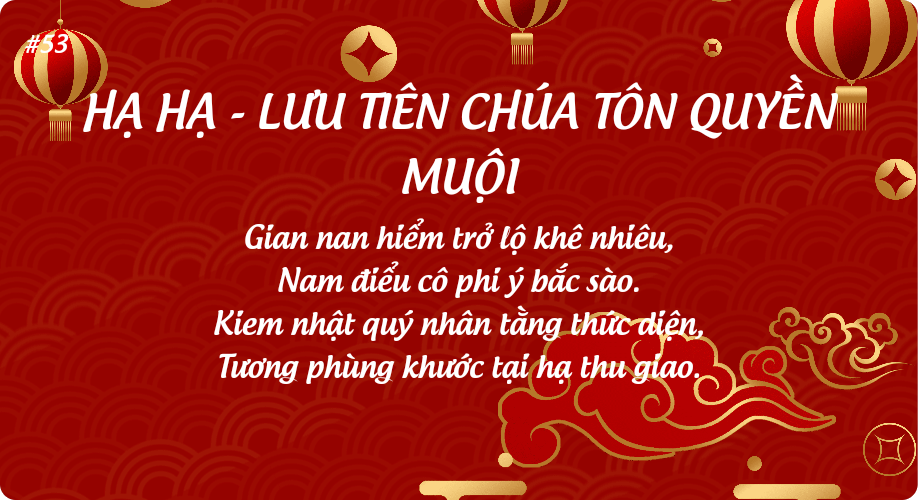 #53
HẠ HẠ - LƯU TIÊN CHÚA TÔN QUYỀN
MUỘI
Gian nan hiểm trở lộ khê nhiêu,
Nam điểu cô phi ý bắc sào.
Kiem nhật quý nhân tằng thức diện,
Tương phùng khước tại hạ thu giao.